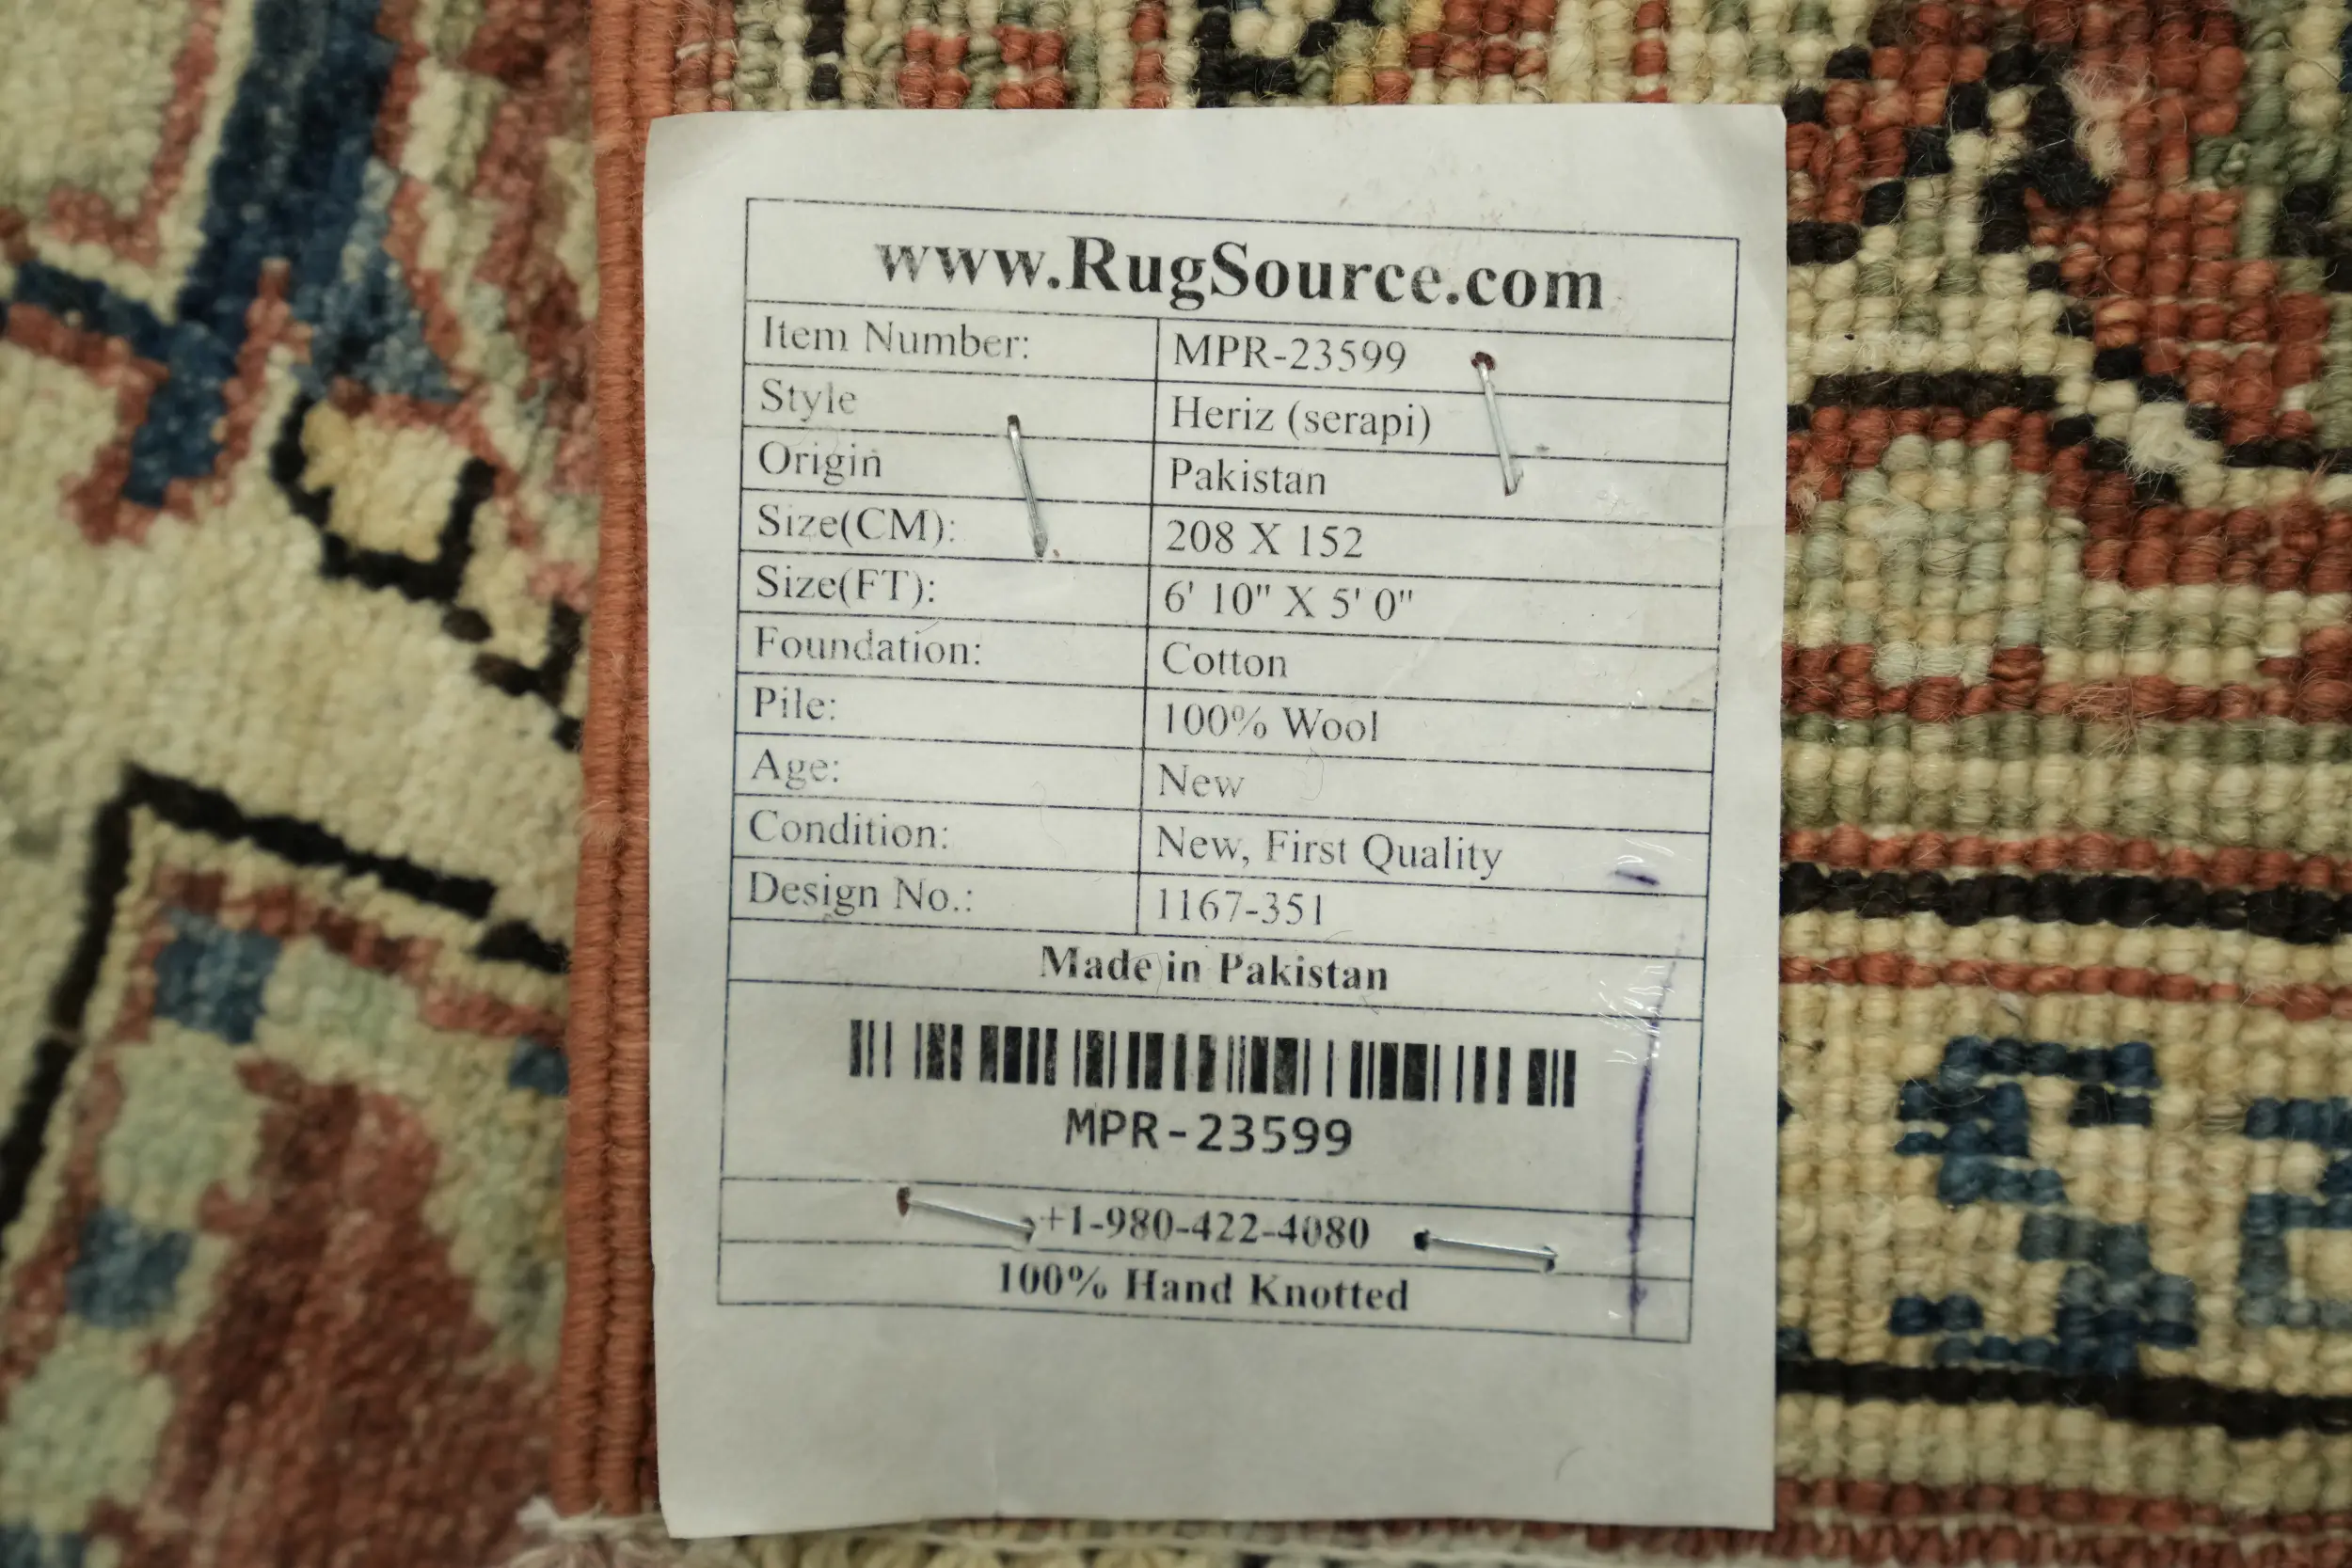 www.RugSource.com
Item Number: MPR-23599
Style Heriz (serapi)
Origin Pakistan
Size(CM): 208 X 152
Size(FT): 6' 10" X 5' 0"
Foundation: Cotton
Pile: 100% Wool
Age: New
Condition: New, First Quality
Design No.: 1167-351
Made in Pakistan
MPR-23599
+1-980-422-4080
100% Hand Knotted